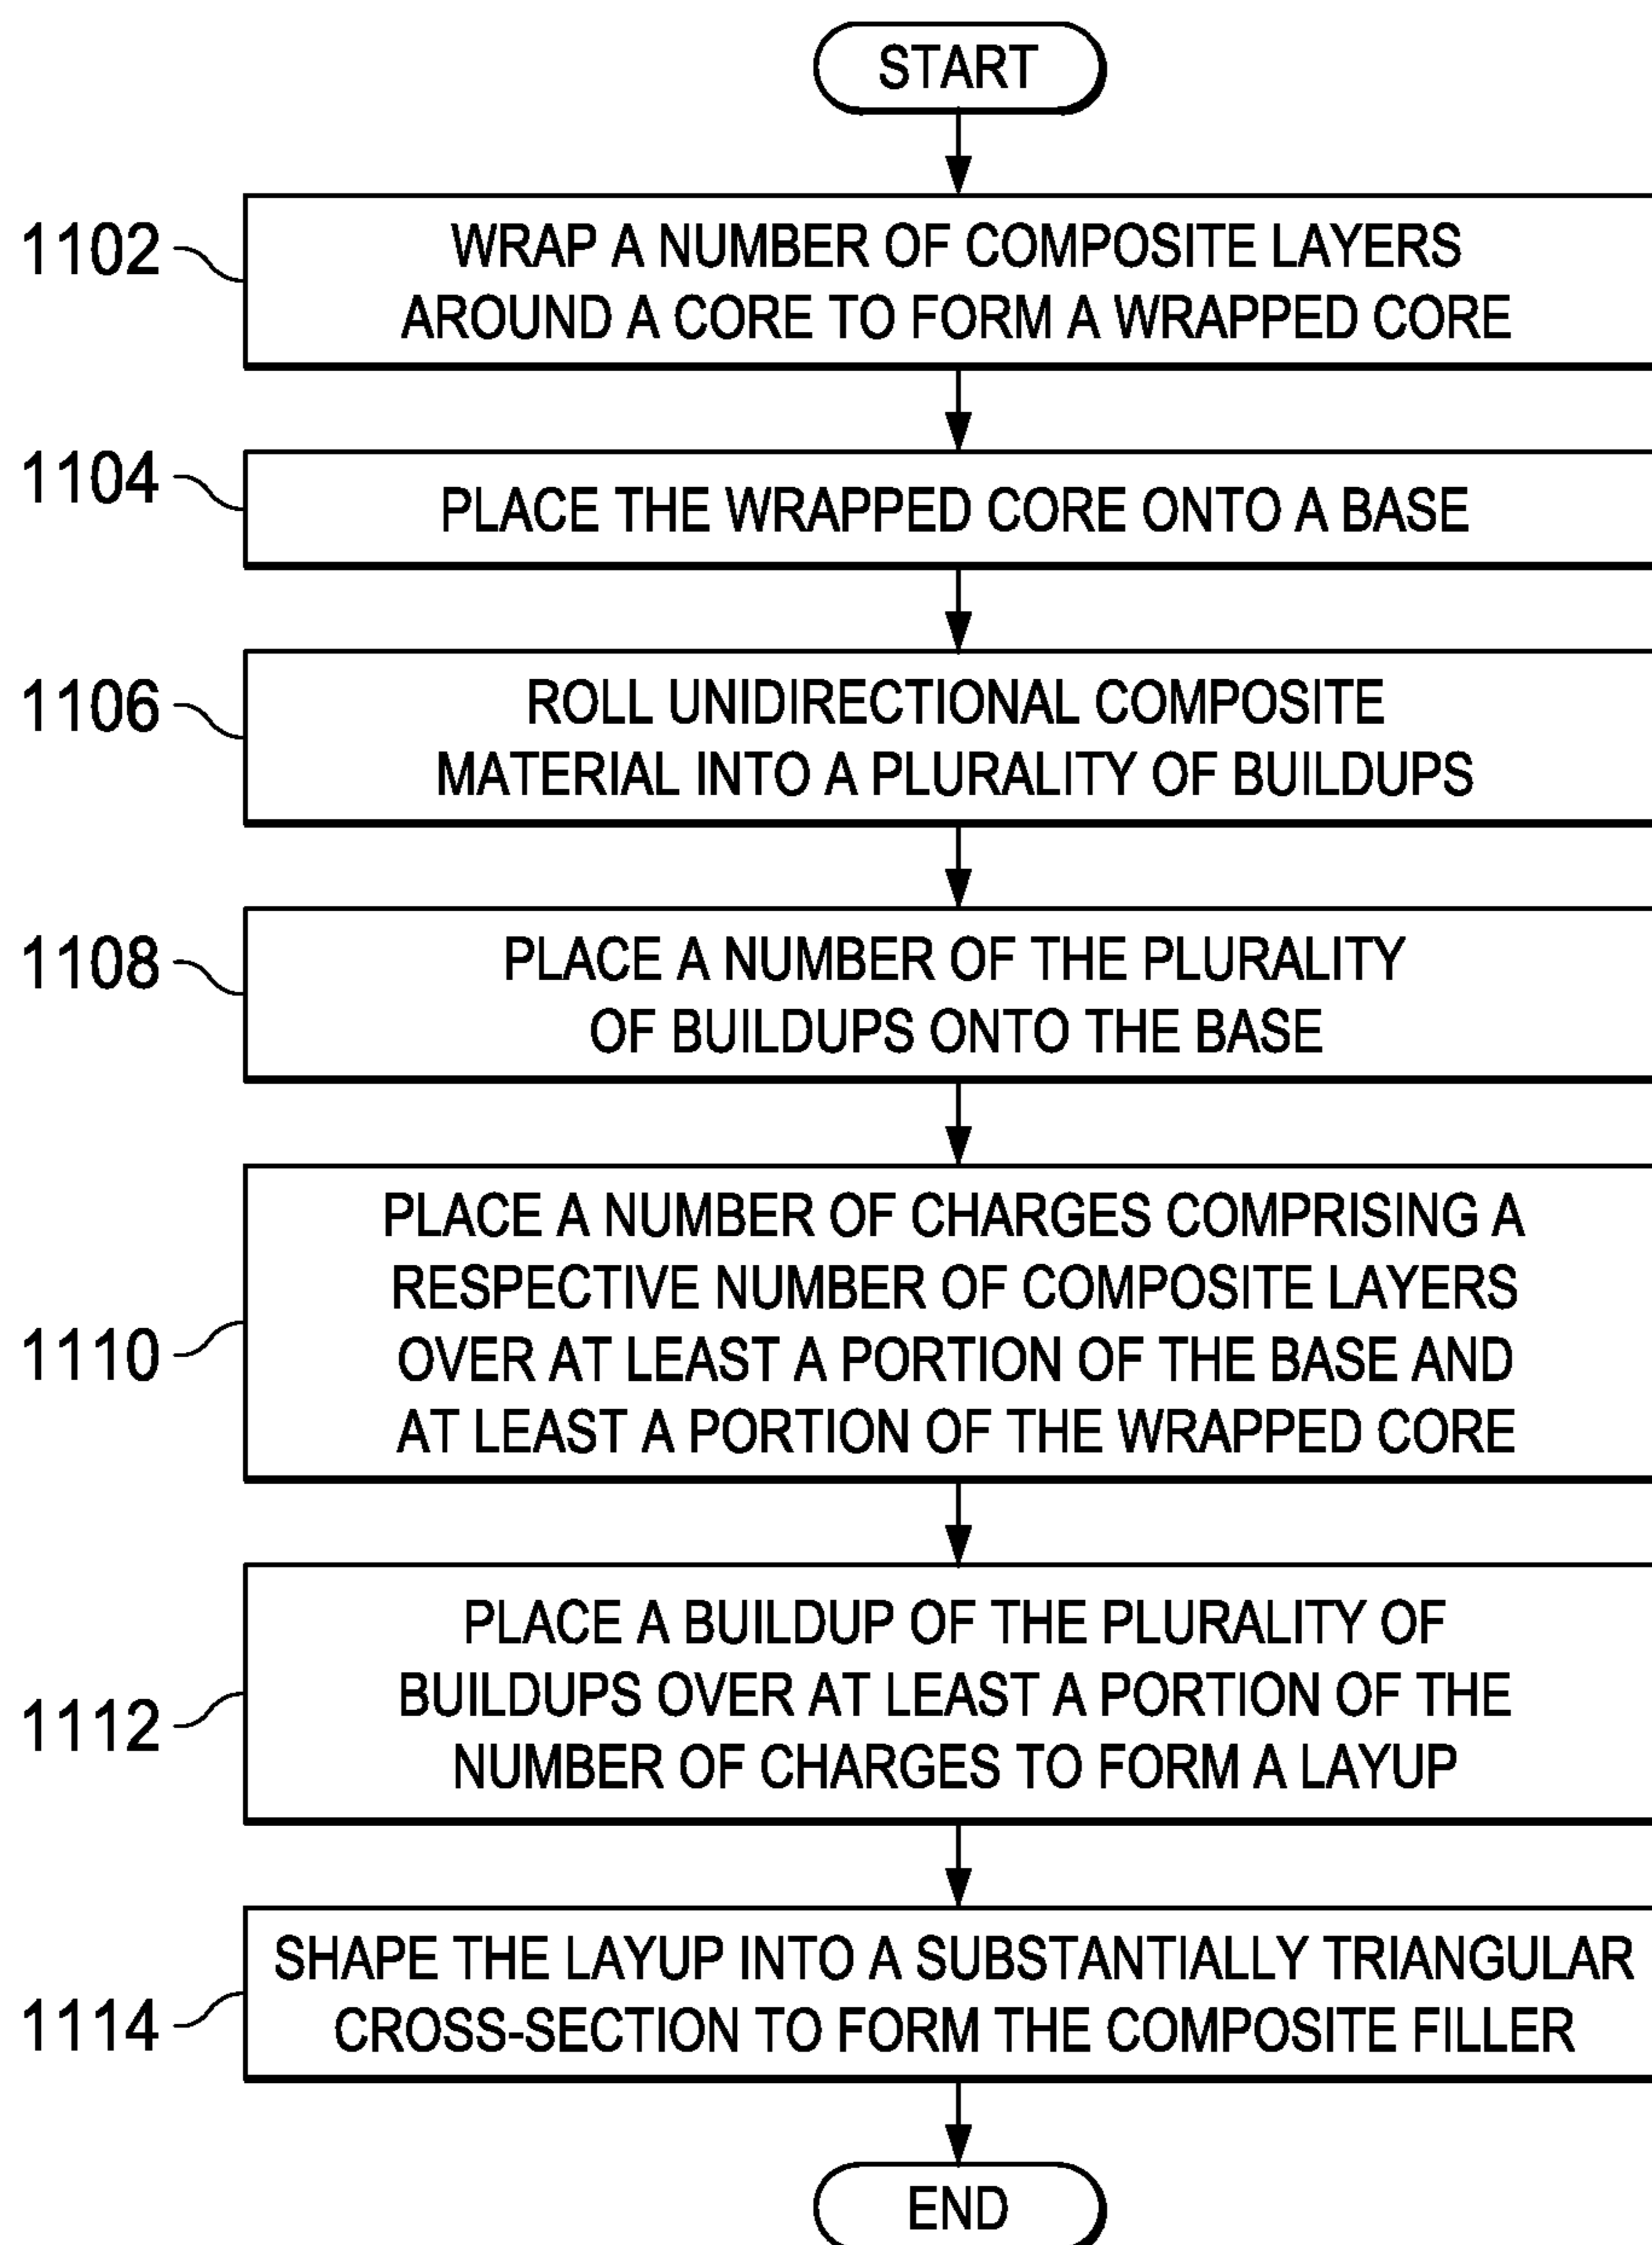 START
1102
WRAP A NUMBER OF COMPOSITE LAYERS
AROUND A CORE TO FORM A WRAPPED CORE
1104
PLACE THE WRAPPED CORE ONTO A BASE
1106
ROLL UNIDIRECTIONAL COMPOSITE
MATERIAL INTO A PLURALITY OF BUILDUPS
1108
PLACE A NUMBER OF THE PLURALITY
OF BUILDUPS ONTO THE BASE
1110
PLACE A NUMBER OF CHARGES COMPRISING A
RESPECTIVE NUMBER OF COMPOSITE LAYERS
OVER AT LEAST A PORTION OF THE BASE AND
AT LEAST A PORTION OF THE WRAPPED CORE
1112
PLACE A BUILDUP OF THE PLURALITY OF
BUILDUPS OVER AT LEAST A PORTION OF THE
NUMBER OF CHARGES TO FORM A LAYUP
1114
SHAPE THE LAYUP INTO A SUBSTANTIALLY TRIANGULAR
CROSS-SECTION TO FORM THE COMPOSITE FILLER
END